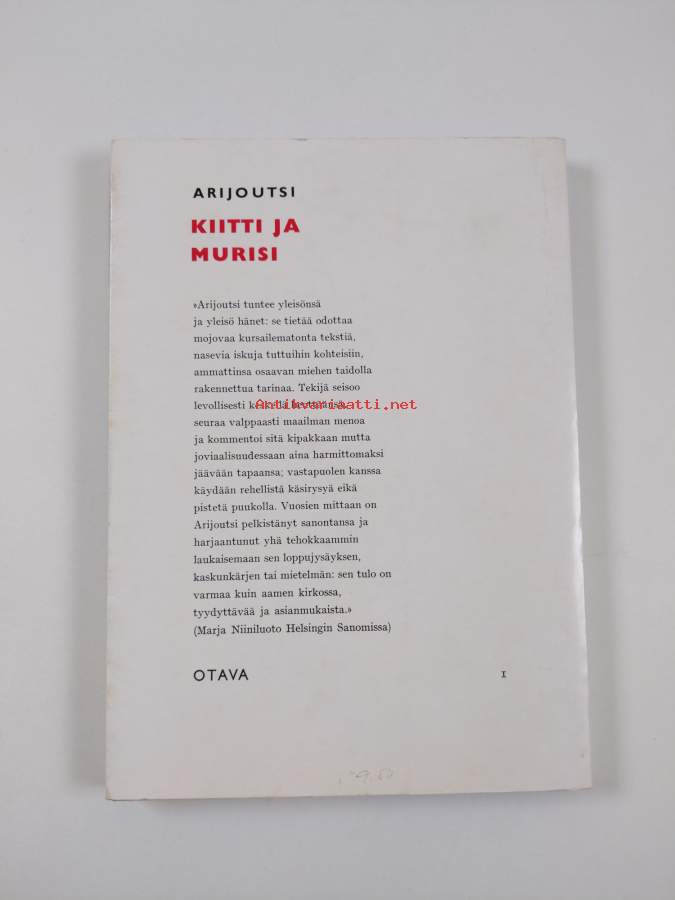 ARIJOUTSI
KIITTI JA
MURISI
»Arijoutsi tuntee yleisönsä
ja yleisö hänet: se tietää odottaa
mojovaa kursailematonta tekstiä,
nasevia iskuja tuttuihin kohteisiin,
ammattinsa osaavan miehen taidolla
rakennettua tarinaa. Tekijä seisoo
levollisesti
Antikvariaatti.net
seuraa valppaasti maailman menoa
ja kommentoi sitä kipakkaan mutta
joviaalisuudessaan aina harmittomaksi
jäävään tapaansa; vastapuolen kanssa
käydään rehellistä käsirysyä eikä
pistetä puukolla. Vuosien mittaan on
Arijoutsi pelkistänyt sanontansa ja
harjaantunut yhä tehokkaammin
laukaisemaan sen loppujysäyksen,
kaskunkärjen tai mietelmän: sen tulo on
varmaa kuin aamen kirkossa,
tyydyttävää ja asianmukaista.»
(Marja Niiniluoto Helsingin Sanomissa)
OTAVA
I